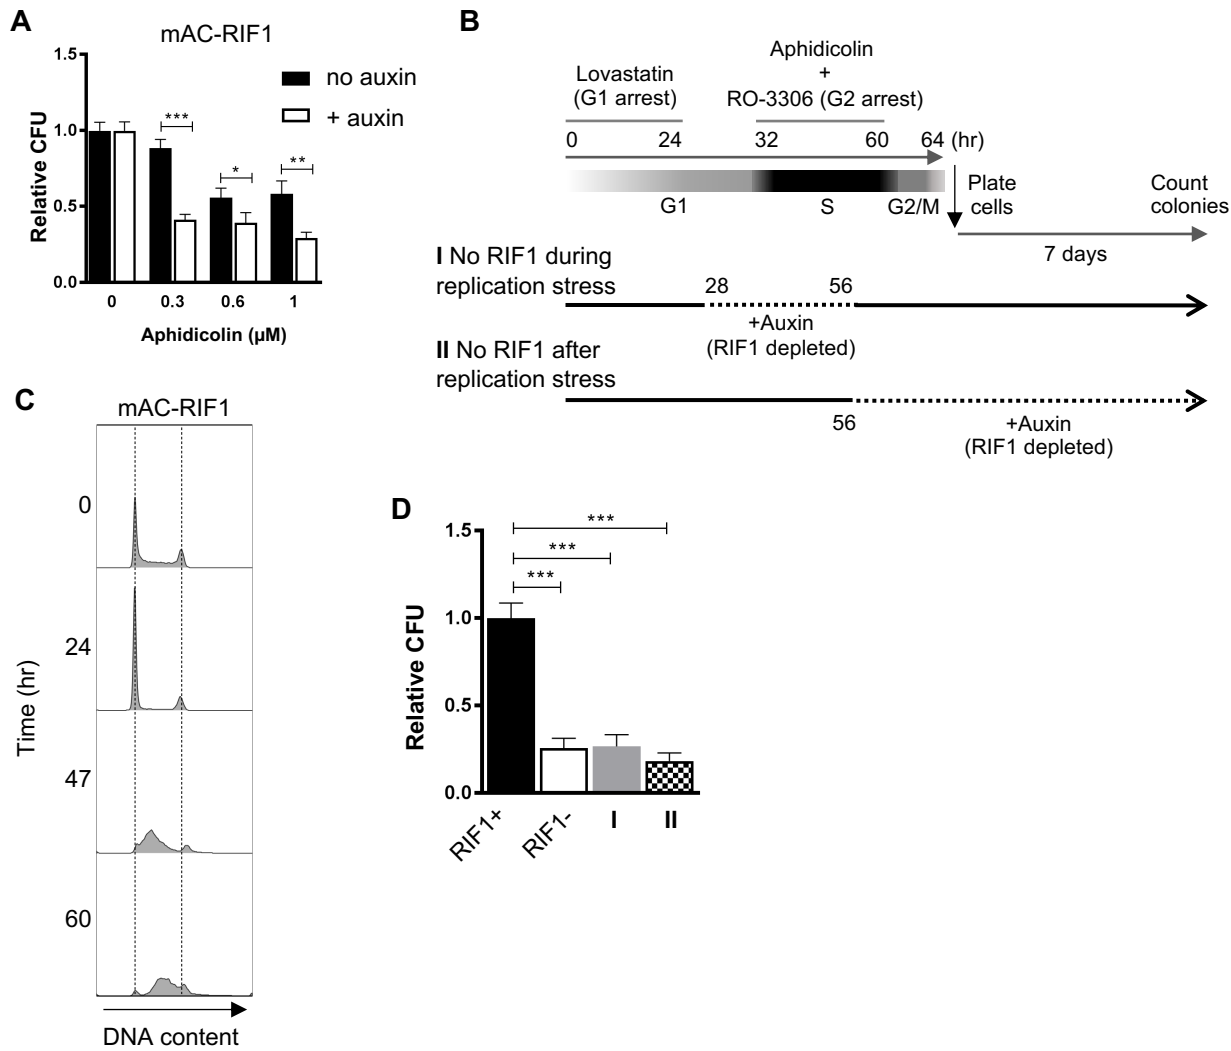 A
mAC-RIF1
1.5
1.0
0.5
0.0
Relative CFU
no auxin
+ auxin
***
*
**
0 0.3 0.6 1
Aphidicolin (µM)
B
Lovastatin
(G1 arrest)
Aphidicolin
+
RO-3306 (G2 arrest)
0 24 32 60 64 (hr)
G1 S G2/M
Plate
cells
Count
colonies
7 days
I No RIF1 during
replication stress
28 56
+Auxin
(RIF1 depleted)
II No RIF1 after
replication stress
56
+Auxin
(RIF1 depleted)
C
mAC-RIF1
0
24
47
60
Time (hr)
DNA content
D
1.5
1.0
0.5
0.0
Relative CFU
***
***
***
RIF1+ RIF1- I II